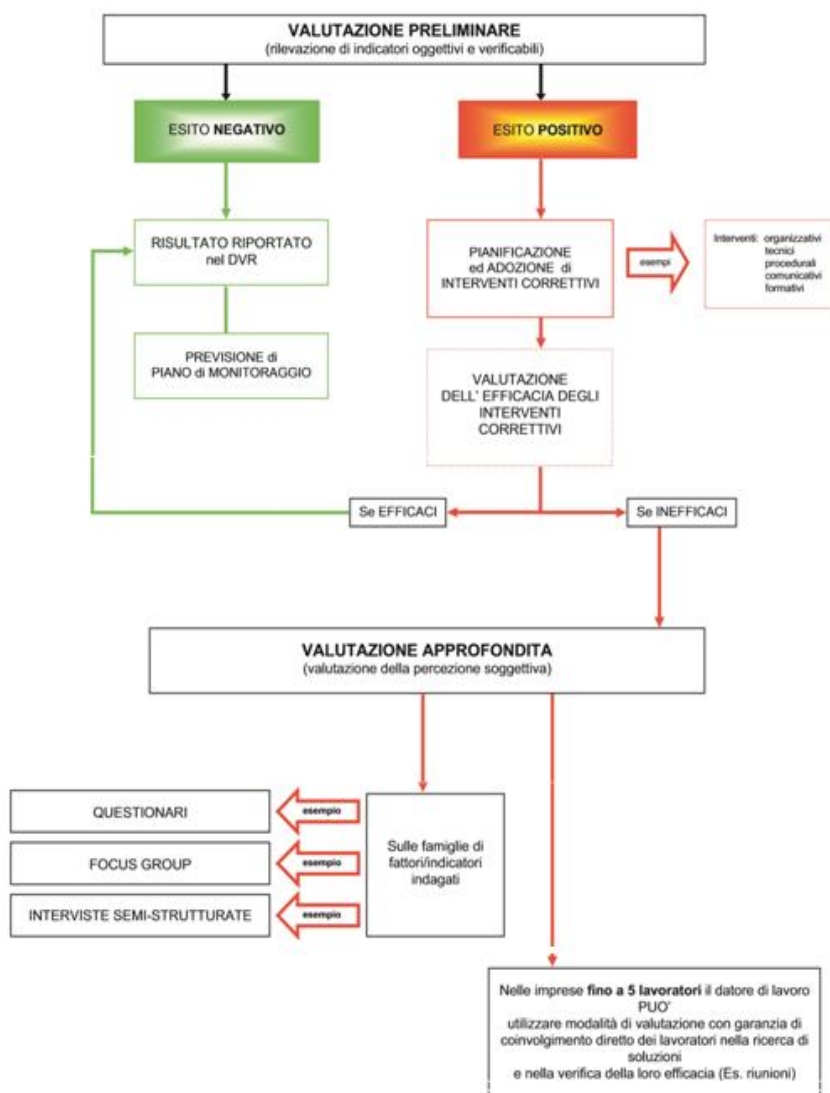 VALUTAZIONE PRELIMINARE
(rilevazione di indicatori oggettivi e verificabili)
ESITO NEGATIVO
ESITO POSITIVO
RISULTATO RIPORTATO
nel DVR
PIANIFICAZIONE
ed ADOZIONE di
INTERVENTI CORRETTIVI
esempi
Interventi: organizzativi
tecnici
procedurali
comunicativi
formativi
PREVISIONE di
PIANO di MONITORAGGIO
VALUTAZIONE
DELL' EFFICACIA DEGLI
INTERVENTI
CORRETTIVI
Se EFFICACI
Se INEFFICACI
VALUTAZIONE APPROFONDITA
(valutazione della percezione soggettiva)
QUESTIONARI
esempio
FOCUS GROUP
esempio
INTERVISTE SEMI-STRUTTURATE
esempio
Sulle famiglie di
fattori/indicatori
indagati
Nelle imprese fino a 5 lavoratori il datore di lavoro
PUO'
utilizzare modalità di valutazione con garanzia di
coinvolgimento diretto dei lavoratori nella ricerca di
soluzioni
e nella verifica della loro efficacia (Es. riunioni)